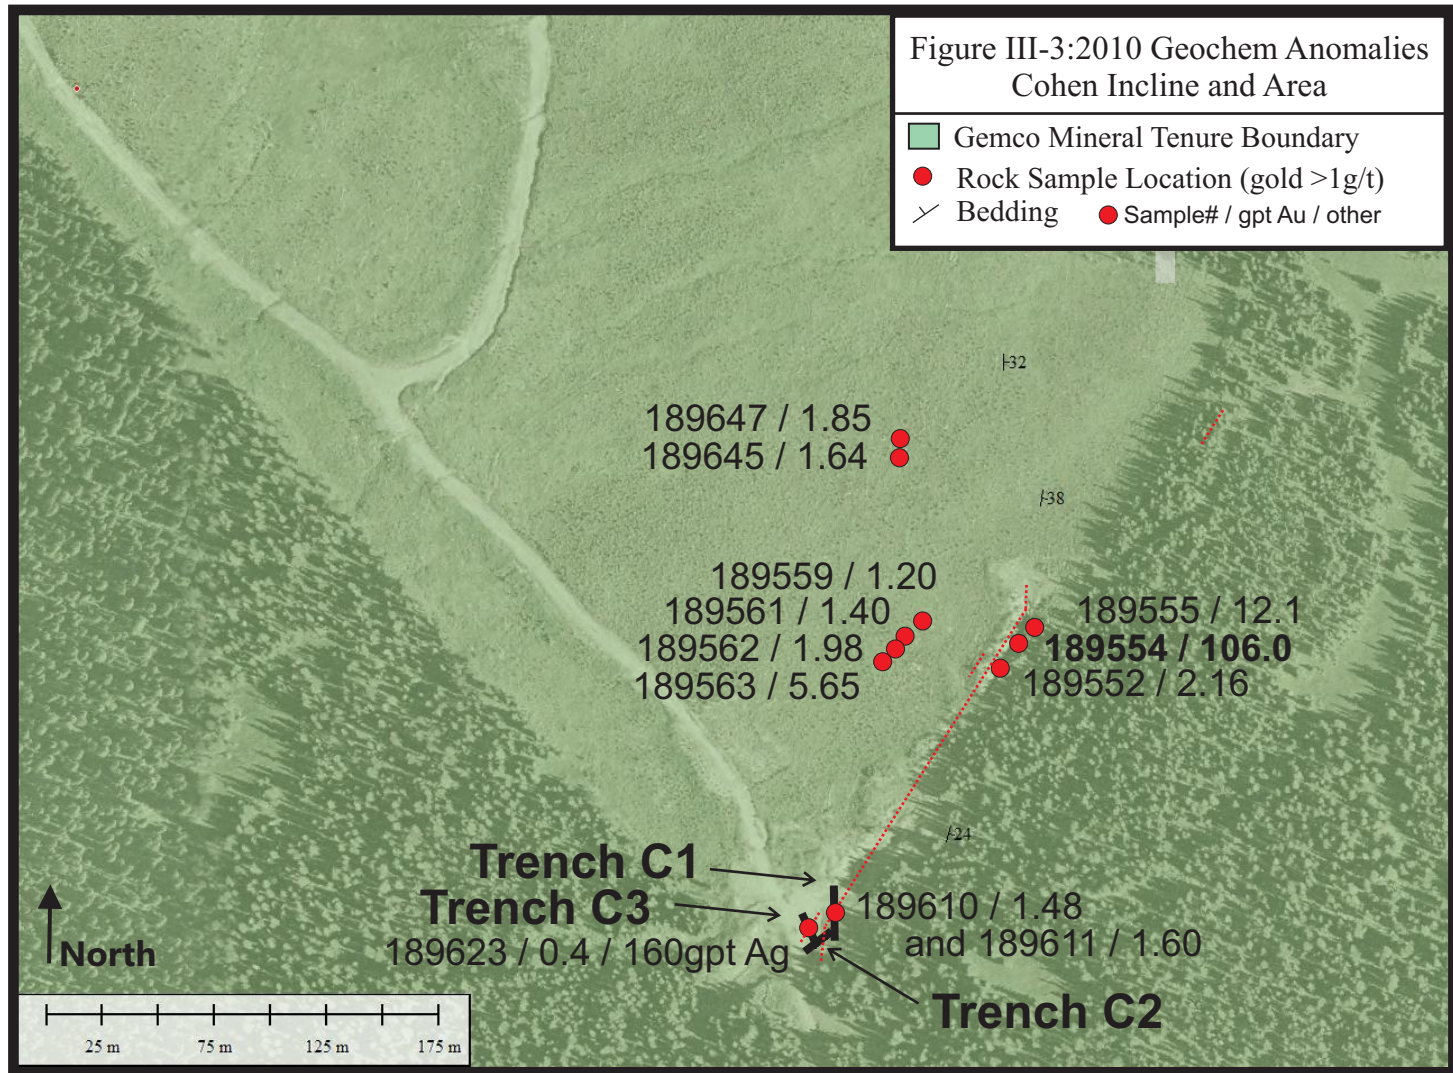 Figure III-3:2010 Geochem Anomalies
Cohen Incline and Area
Gemco Mineral Tenure Boundary
Rock Sample Location (gold >1g/t)
Bedding
Sample# / gpt Au / other
32
189647 / 1.85
189645 / 1.64
38
189559 / 1.20
189561 / 1.40
189562 / 1.98
189563 / 5.65
189555 / 12.1
189554 / 106.0
189552 / 2.16
24
Trench C1
Trench C3
189610 / 1.48
and 189611 / 1.60
189623 / 0.4 / 160gpt Ag
Trench C2
North
25 m 75 m 125 m 175 m